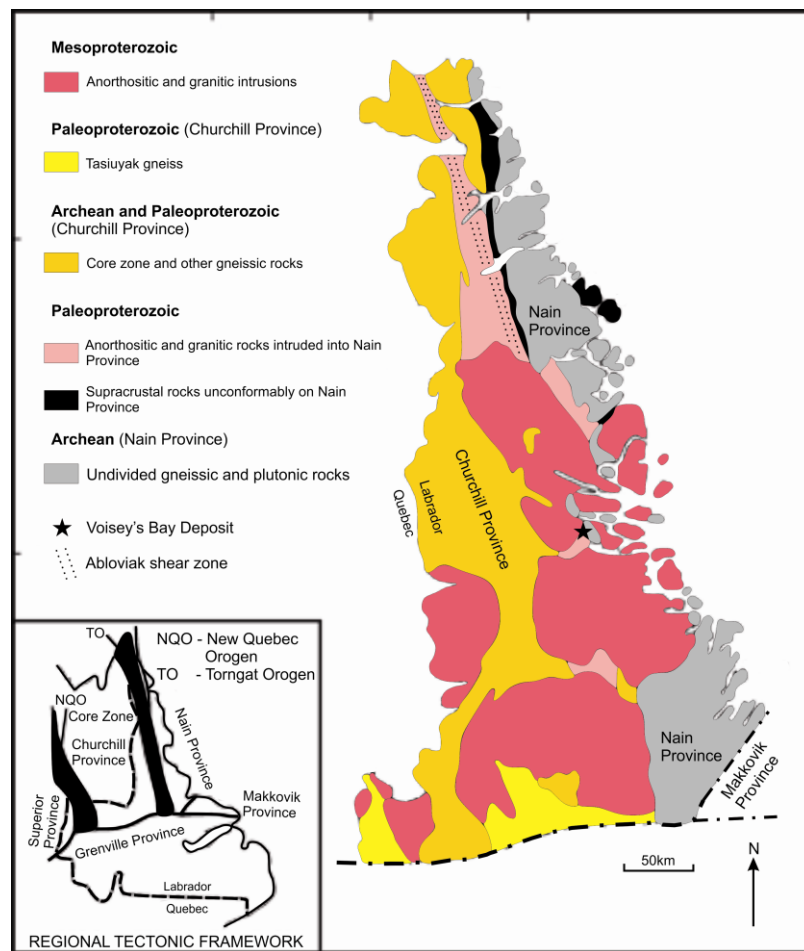 Mesoproterozoic
Anorthositic and granitic intrusions
Paleoproterozoic (Churchill Province)
Tasiuyak gneiss
Archean and Paleoproterozoic
(Churchill Province)
Core zone and other gneissic rocks
Paleoproterozoic
Anorthositic and granitic rocks intruded into Nain
Province
Supracrustal rocks unconformably on Nain
Province
Archean (Nain Province)
Undivided gneissic and plutonic rocks
Voisey's Bay Deposit
Abloviak shear zone
Nain
Province
Churchill Province
Labrador
Quebec
Nain
Province
Makkovik
Province
50km
N
TO
NQO - New Quebec
Orogen
TO - Torngat Orogen
NQO
Core Zone
Churchill
Province
Nain Province
Superior
Province
Makkovik
Province
Grenville Province
Labrador
Quebec
REGIONAL TECTONIC FRAMEWORK